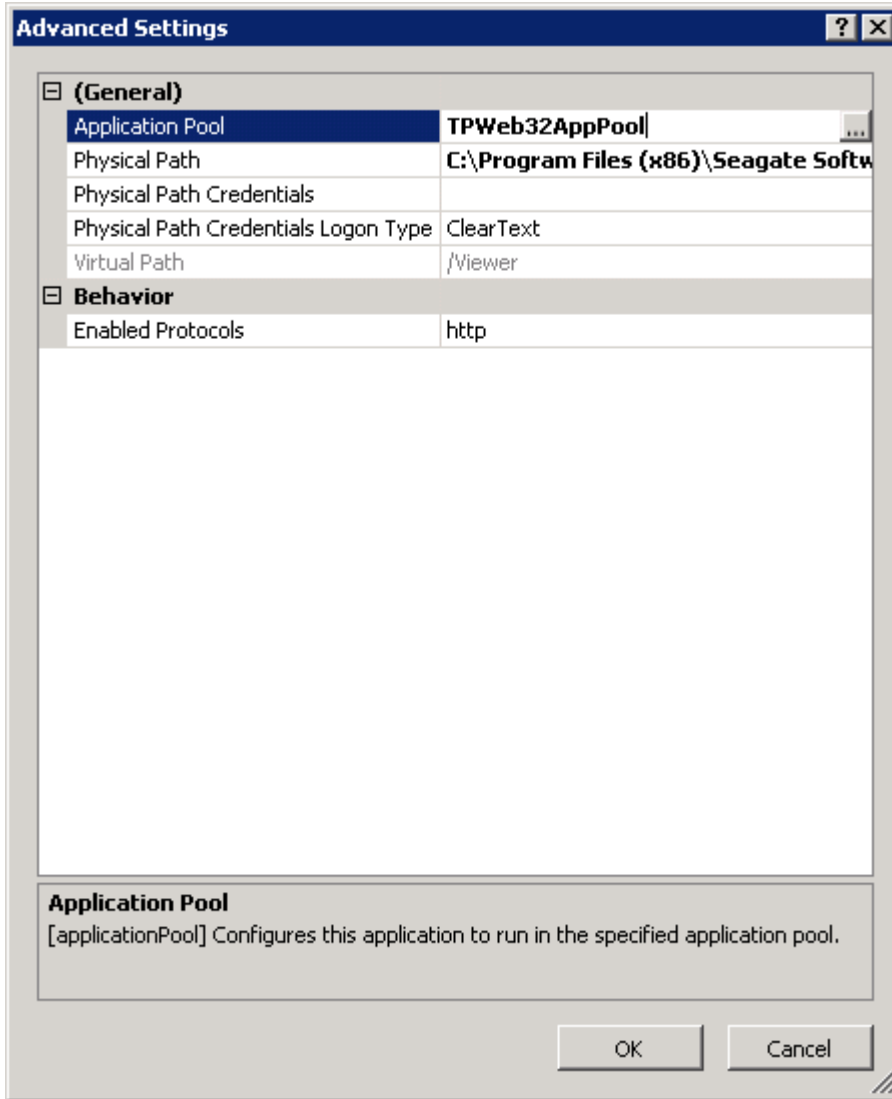 Advanced Settings
(General)
Application Pool TPWeb32AppPool ...
Physical Path C:\Program Files (x86)\Seagate Softw
Physical Path Credentials
Physical Path Credentials Logon Type ClearText
Virtual Path /Viewer
Behavior
Enabled Protocols http
Application Pool
[applicationPool] Configures this application to run in the specified application pool.
OK Cancel